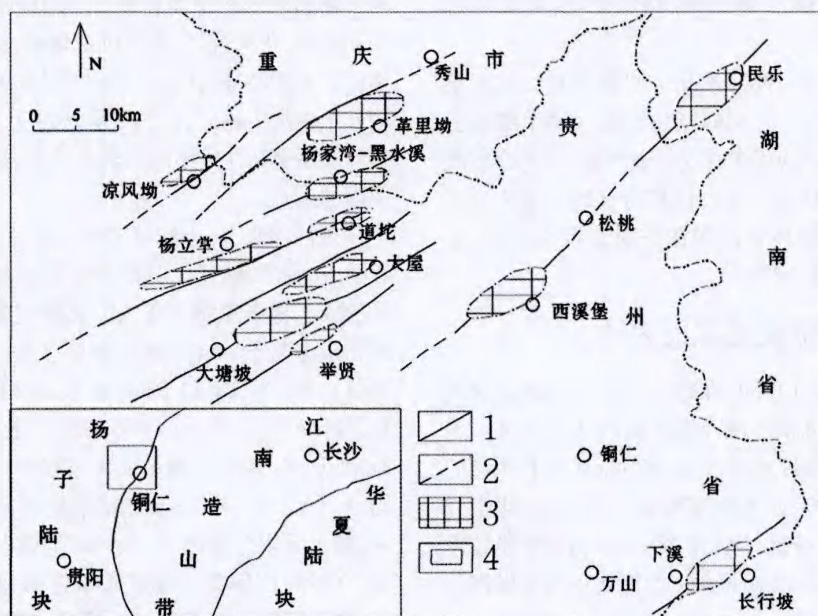 N
0 5 10km
重庆市
秀山
民乐
革里坳
杨家湾-黑水溪
凉风坳
贵州省
湖南省
道坨
杨立掌
松桃
大屋
西溪堡
大塘坡
举贤
扬子陆块
江南造山带
华夏陆块
长沙
铜仁
贵阳
1
2
3
4
铜仁
万山
下溪
长行坡